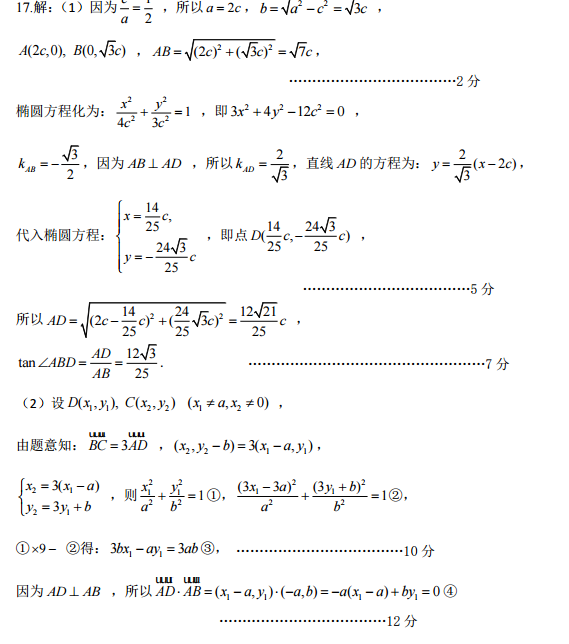 17.解:（1）因为 c/a = 1/2 ，所以 a = 2c，b = √(a² − c²) = √3c ，
A(2c,0), B(0,√3c) ，AB = √((2c)² + (√3c)²) = √7c，
……………………………2 分
椭圆方程化为: x²/4c² + y²/3c² = 1 ，即 3x² + 4y² − 12c² = 0 ，
k_AB = −√3/2，因为 AB ⊥ AD ，所以 k_AD = 2/√3，直线 AD 的方程为: y = 2/√3(x − 2c)，
代入椭圆方程: { x = 14/25 c, y = −24√3/25 c ，即点 D(14/25 c, −24√3/25 c) ，
……………………………5 分
所以 AD = √((2c − 14/25 c)² + (24/25 √3c)²) = 12√21/25 c ，
tan∠ABD = AD/AB = 12√3/25 . ……………………………………7 分
（2）设 D(x₁,y₁), C(x₂,y₂) (x₁ ≠ a, x₂ ≠ 0) ，
由题意知: BC = 3AD ，(x₂,y₂ − b) = 3(x₁ − a,y₁)，
{ x₂ = 3(x₁ − a) y₂ = 3y₁ + b ，则 x₁²/a² + y₁²/b² = 1①，(3x₁ − 3a)²/a² + (3y₁ + b)²/b² = 1②，
①×9 − ②得: 3bx₁ − ay₁ = 3ab③， ……………………………10 分
因为 AD ⊥ AB ，所以 AD · AB = (x₁ − a,y₁)·(−a,b) = −a(x₁ − a) + by₁ = 0④
……………………………12 分